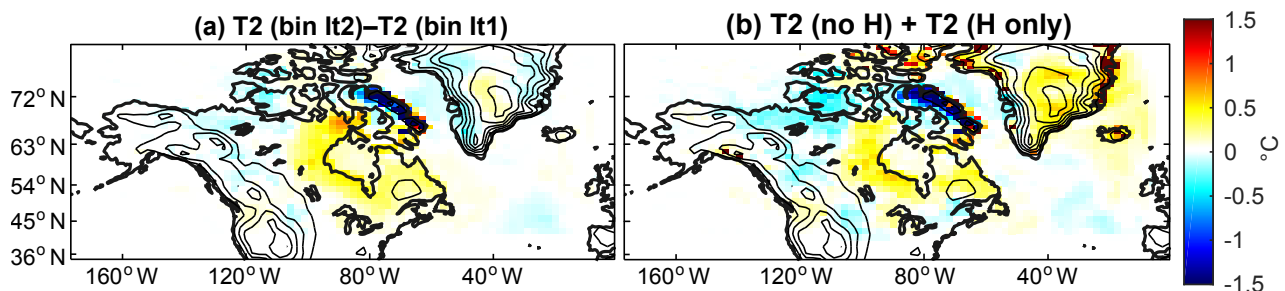 (a) T2 (bin It2)–T2 (bin It1)
(b) T2 (no H) + T2 (H only)
72° N
63° N
54° N
45° N
36° N
160° W
120° W
80° W
40° W
160° W
120° W
80° W
40° W
1.5
1
0.5
0
-0.5
-1
-1.5
°C